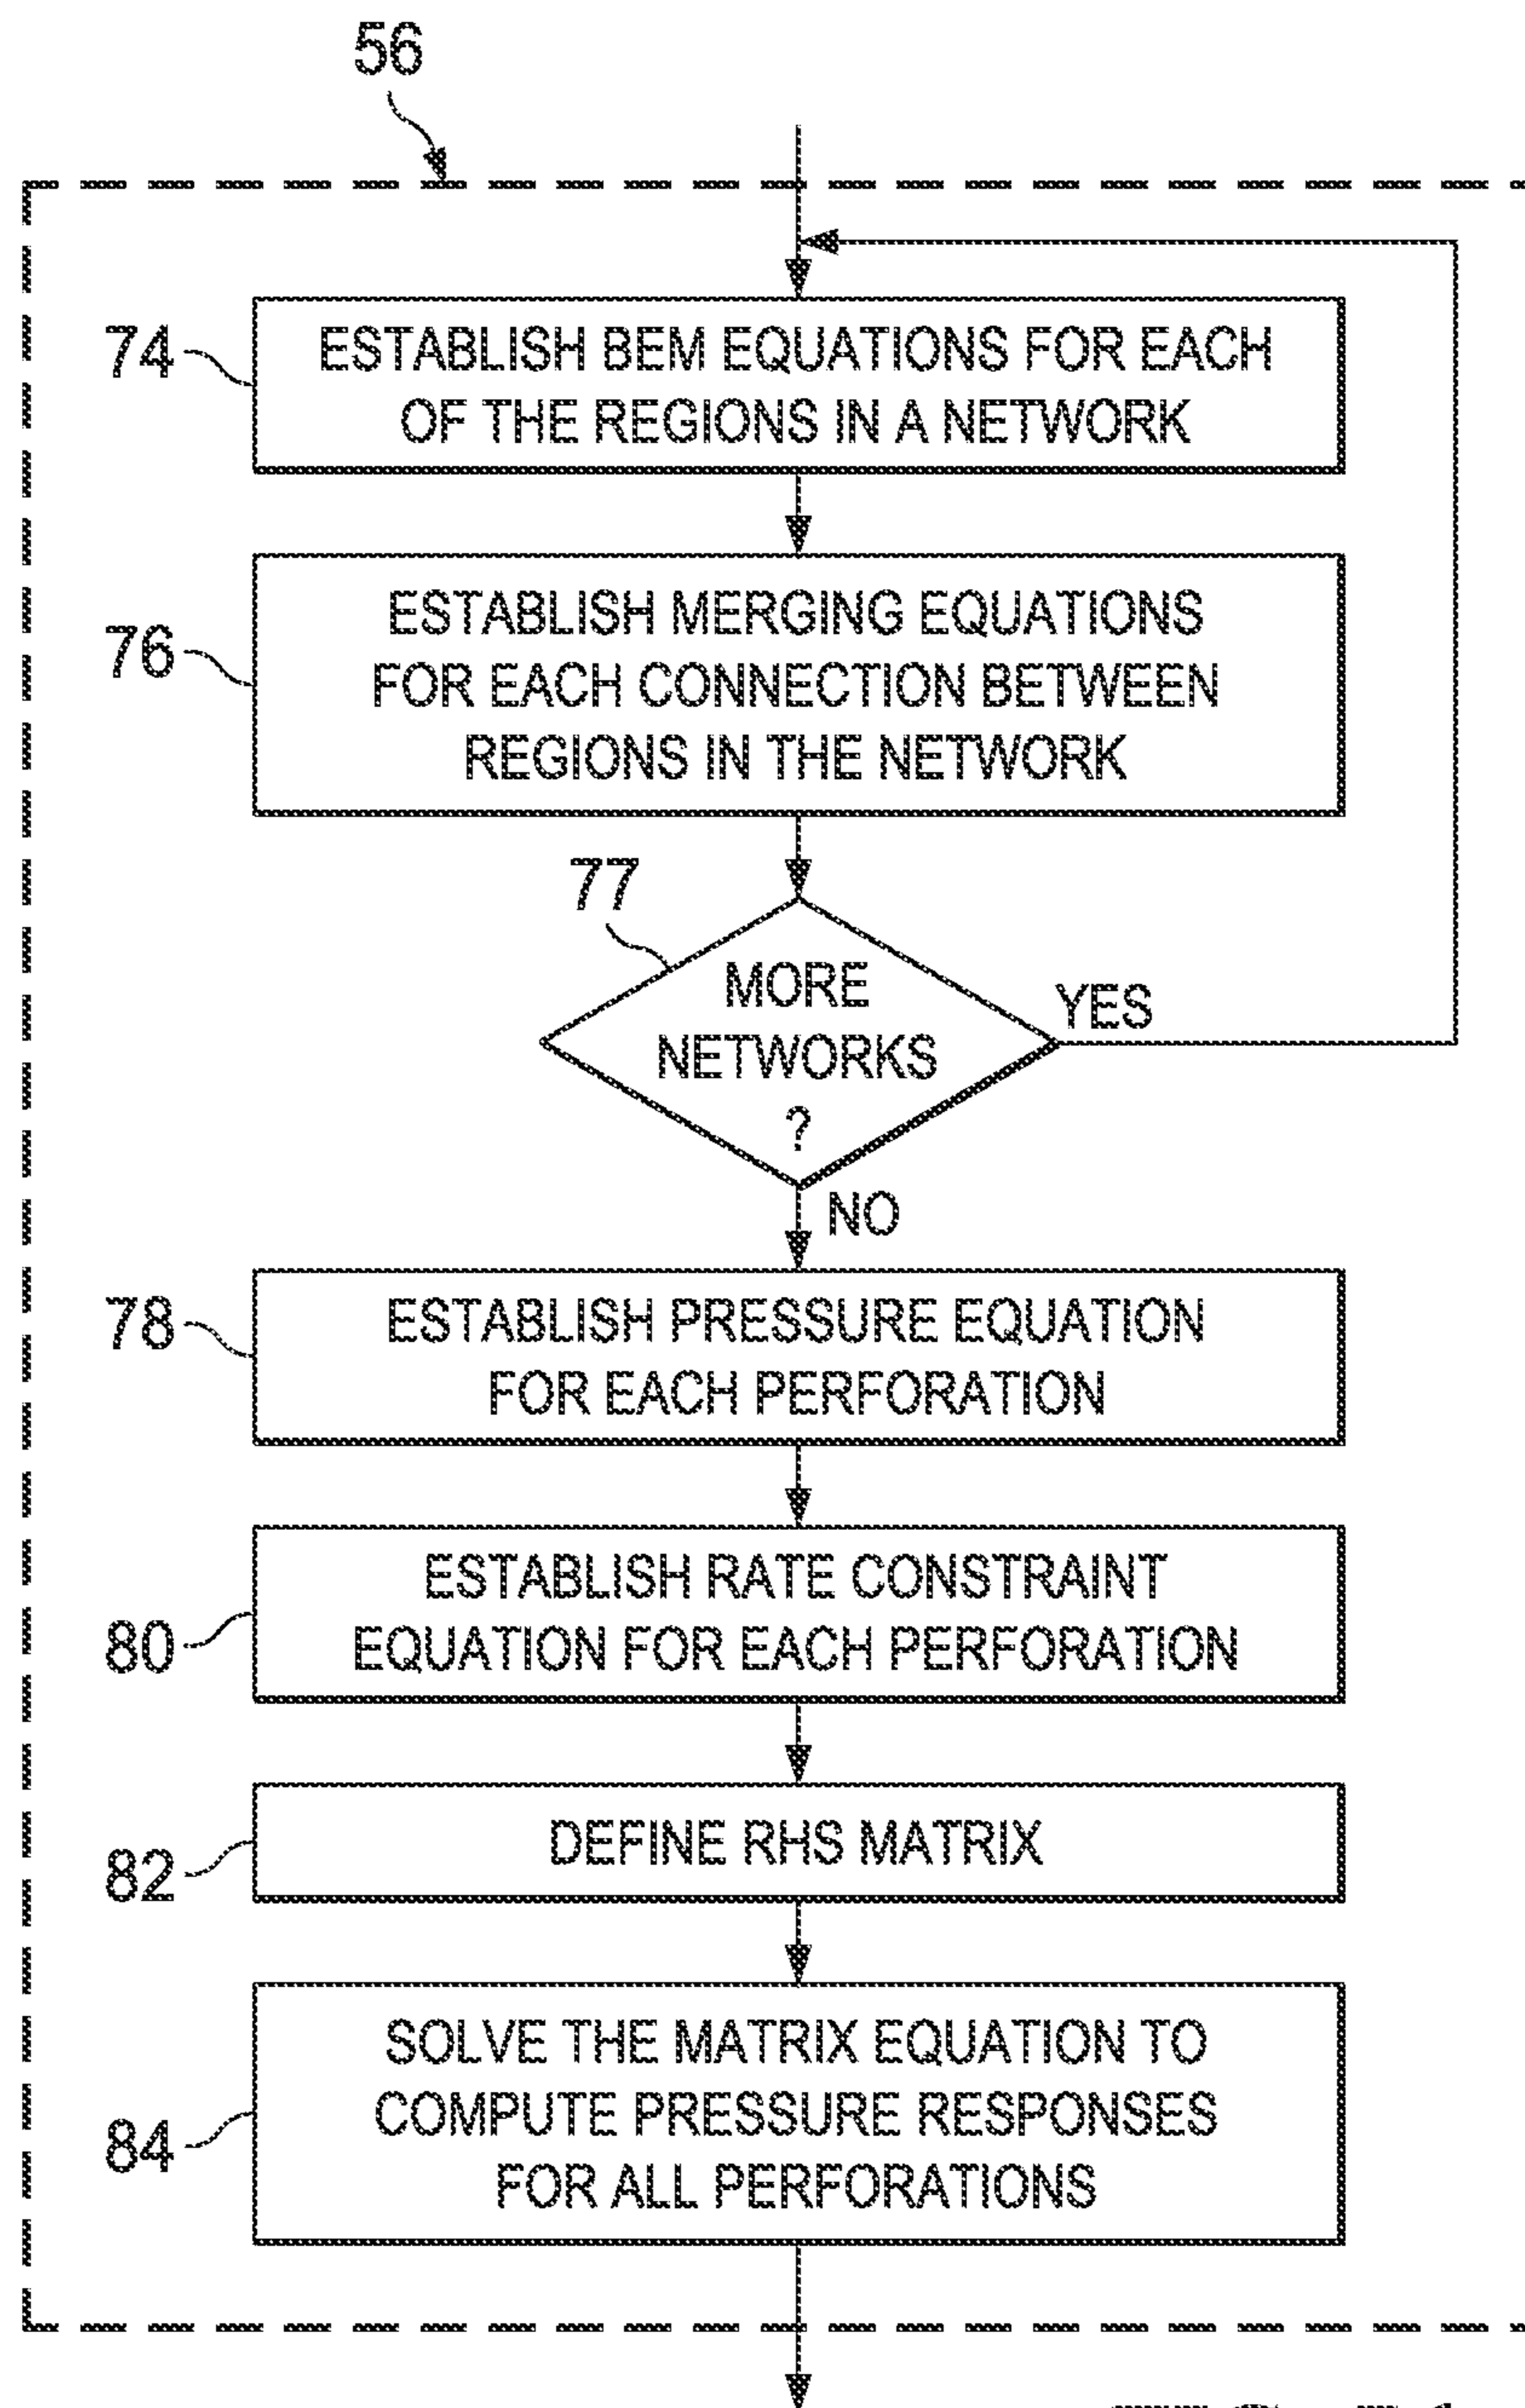 56
74
ESTABLISH BEM EQUATIONS FOR EACH
OF THE REGIONS IN A NETWORK
76
ESTABLISH MERGING EQUATIONS
FOR EACH CONNECTION BETWEEN
REGIONS IN THE NETWORK
77
MORE
NETWORKS
?
YES
NO
78
ESTABLISH PRESSURE EQUATION
FOR EACH PERFORATION
80
ESTABLISH RATE CONSTRAINT
EQUATION FOR EACH PERFORATION
82
DEFINE RHS MATRIX
84
SOLVE THE MATRIX EQUATION TO
COMPUTE PRESSURE RESPONSES
FOR ALL PERFORATIONS